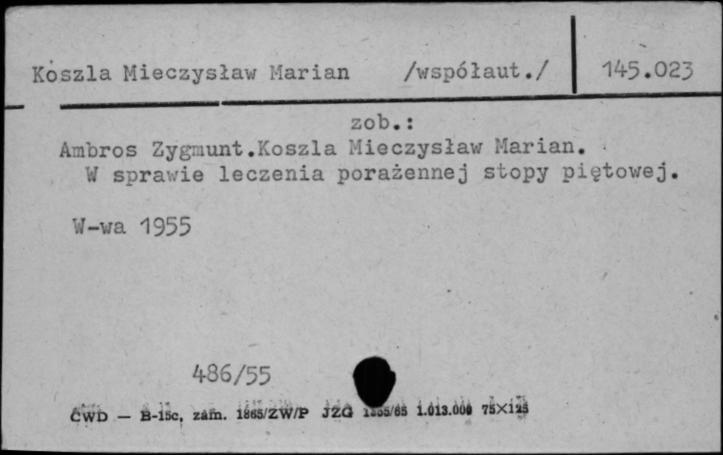 Koszla Mieczysław Marian /współaut./ 145.023
zob.:
Ambros Zygmunt.Koszla Mieczysław Marian.
W sprawie leczenia porażennej stopy piętowej.
W-wa 1955
486/55
CWD — B-15c, zam. 1865/ZW/P JZG 1.013.000 75×125